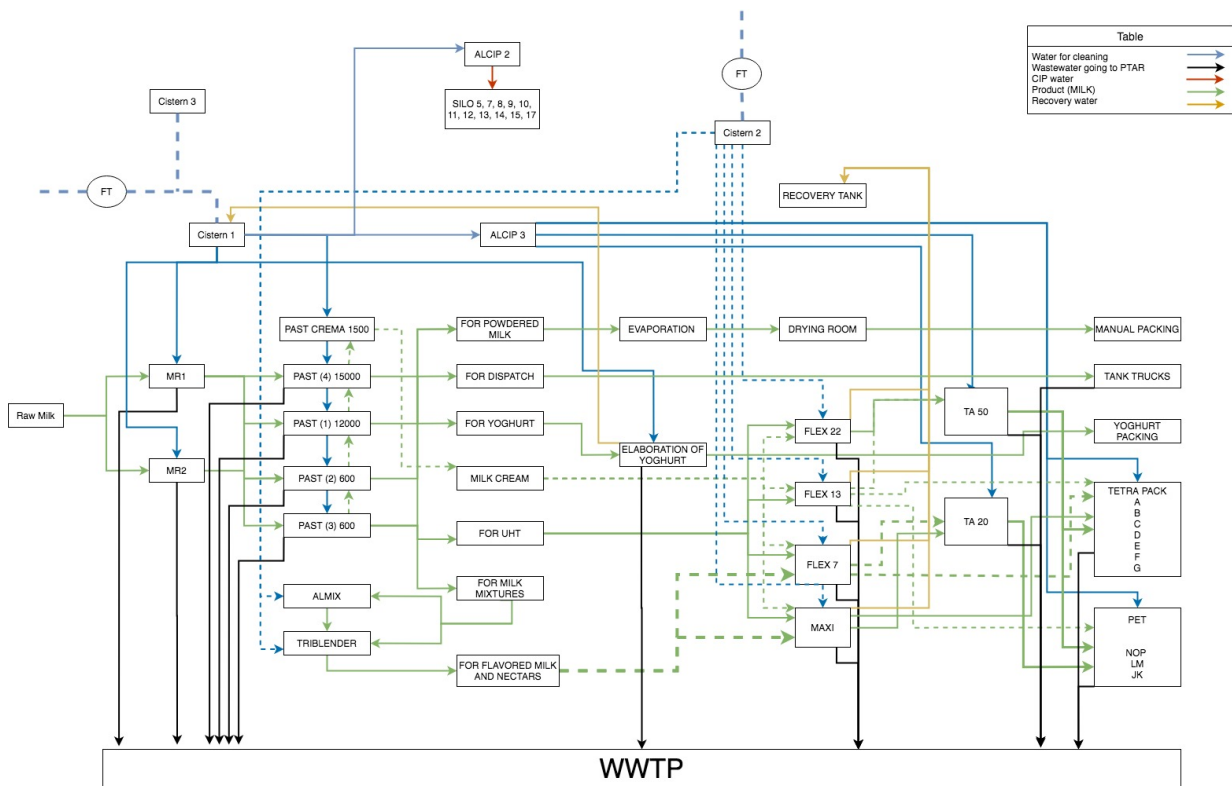 Table
Water for cleaning
Wastewater going to PTAR
CIP water
Product (MILK)
Recovery water
ALCIP 2
FT
Cistern 3
SILO 5, 7, 8, 9, 10,
11, 12, 13, 14, 15, 17
Cistern 2
FT
RECOVERY TANK
Cistern 1
ALCIP 3
PAST CREMA 1500
FOR POWDERED
MILK
EVAPORATION
DRYING ROOM
MANUAL PACKING
MR1
PAST (4) 15000
FOR DISPATCH
TANK TRUCKS
Raw Milk
PAST (1) 12000
FOR YOGHURT
FLEX 22
TA 50
YOGHURT
PACKING
ELABORATION OF
YOGHURT
MR2
PAST (2) 600
MILK CREAM
FLEX 13
TETRA PACK
A
B
C
D
E
F
G
PAST (3) 600
FOR UHT
TA 20
FLEX 7
ALMIX
FOR MILK
MIXTURES
MAXI
PET
NOP
LM
JK
TRIBLENDER
FOR FLAVORED MILK
AND NECTARS
WWTP